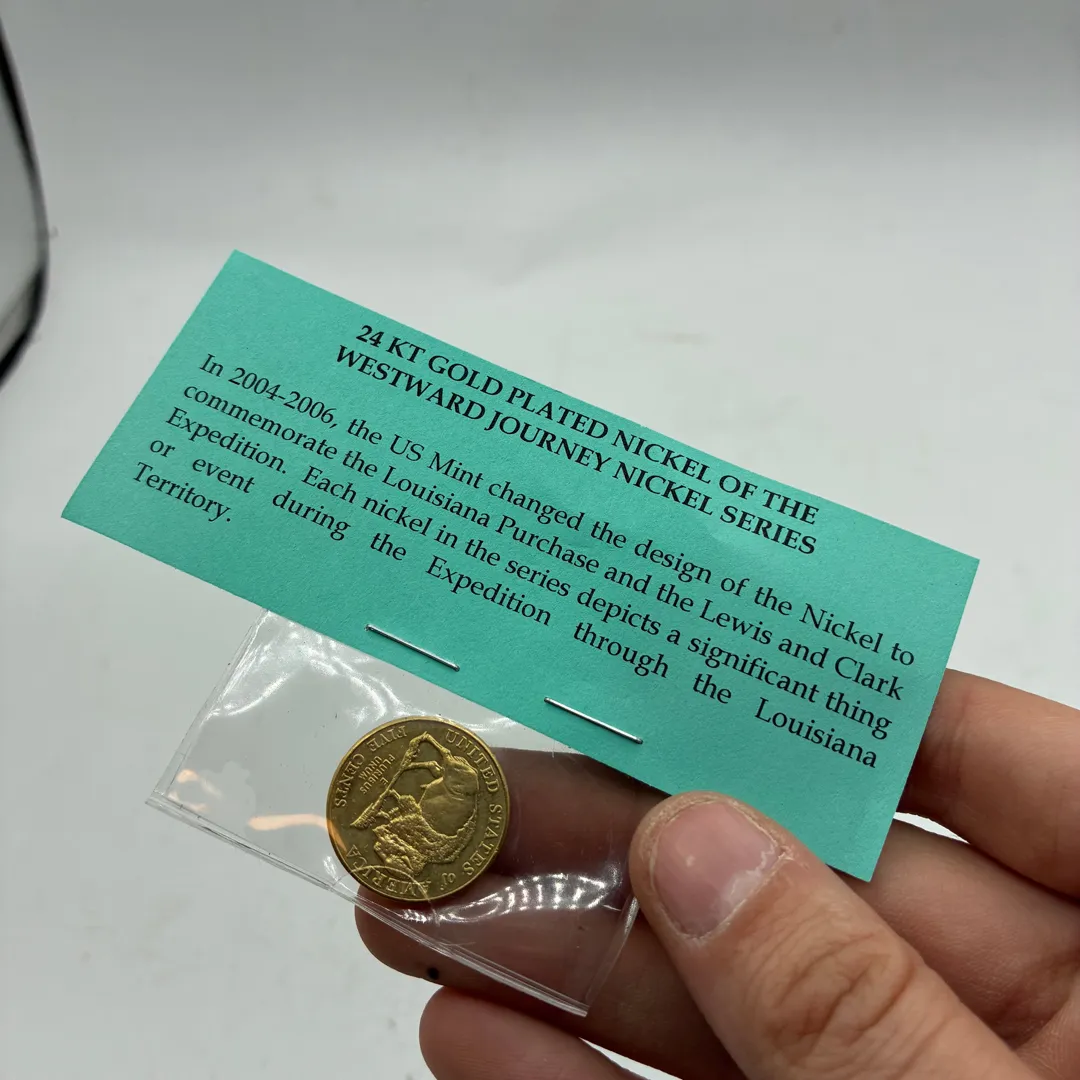 24 KT GOLD PLATED NICKEL OF THE
WESTWARD JOURNEY NICKEL SERIES
In 2004-2006, the US Mint changed the design of the Nickel to
commemorate the Louisiana Purchase and the Lewis and Clark
Expedition. Each nickel in the series depicts a significant thing
or event during the Expedition through the Louisiana
Territory.
UNITED STATES of AMERICA
E
PLURIBUS
UNUM
FIVE CENTS